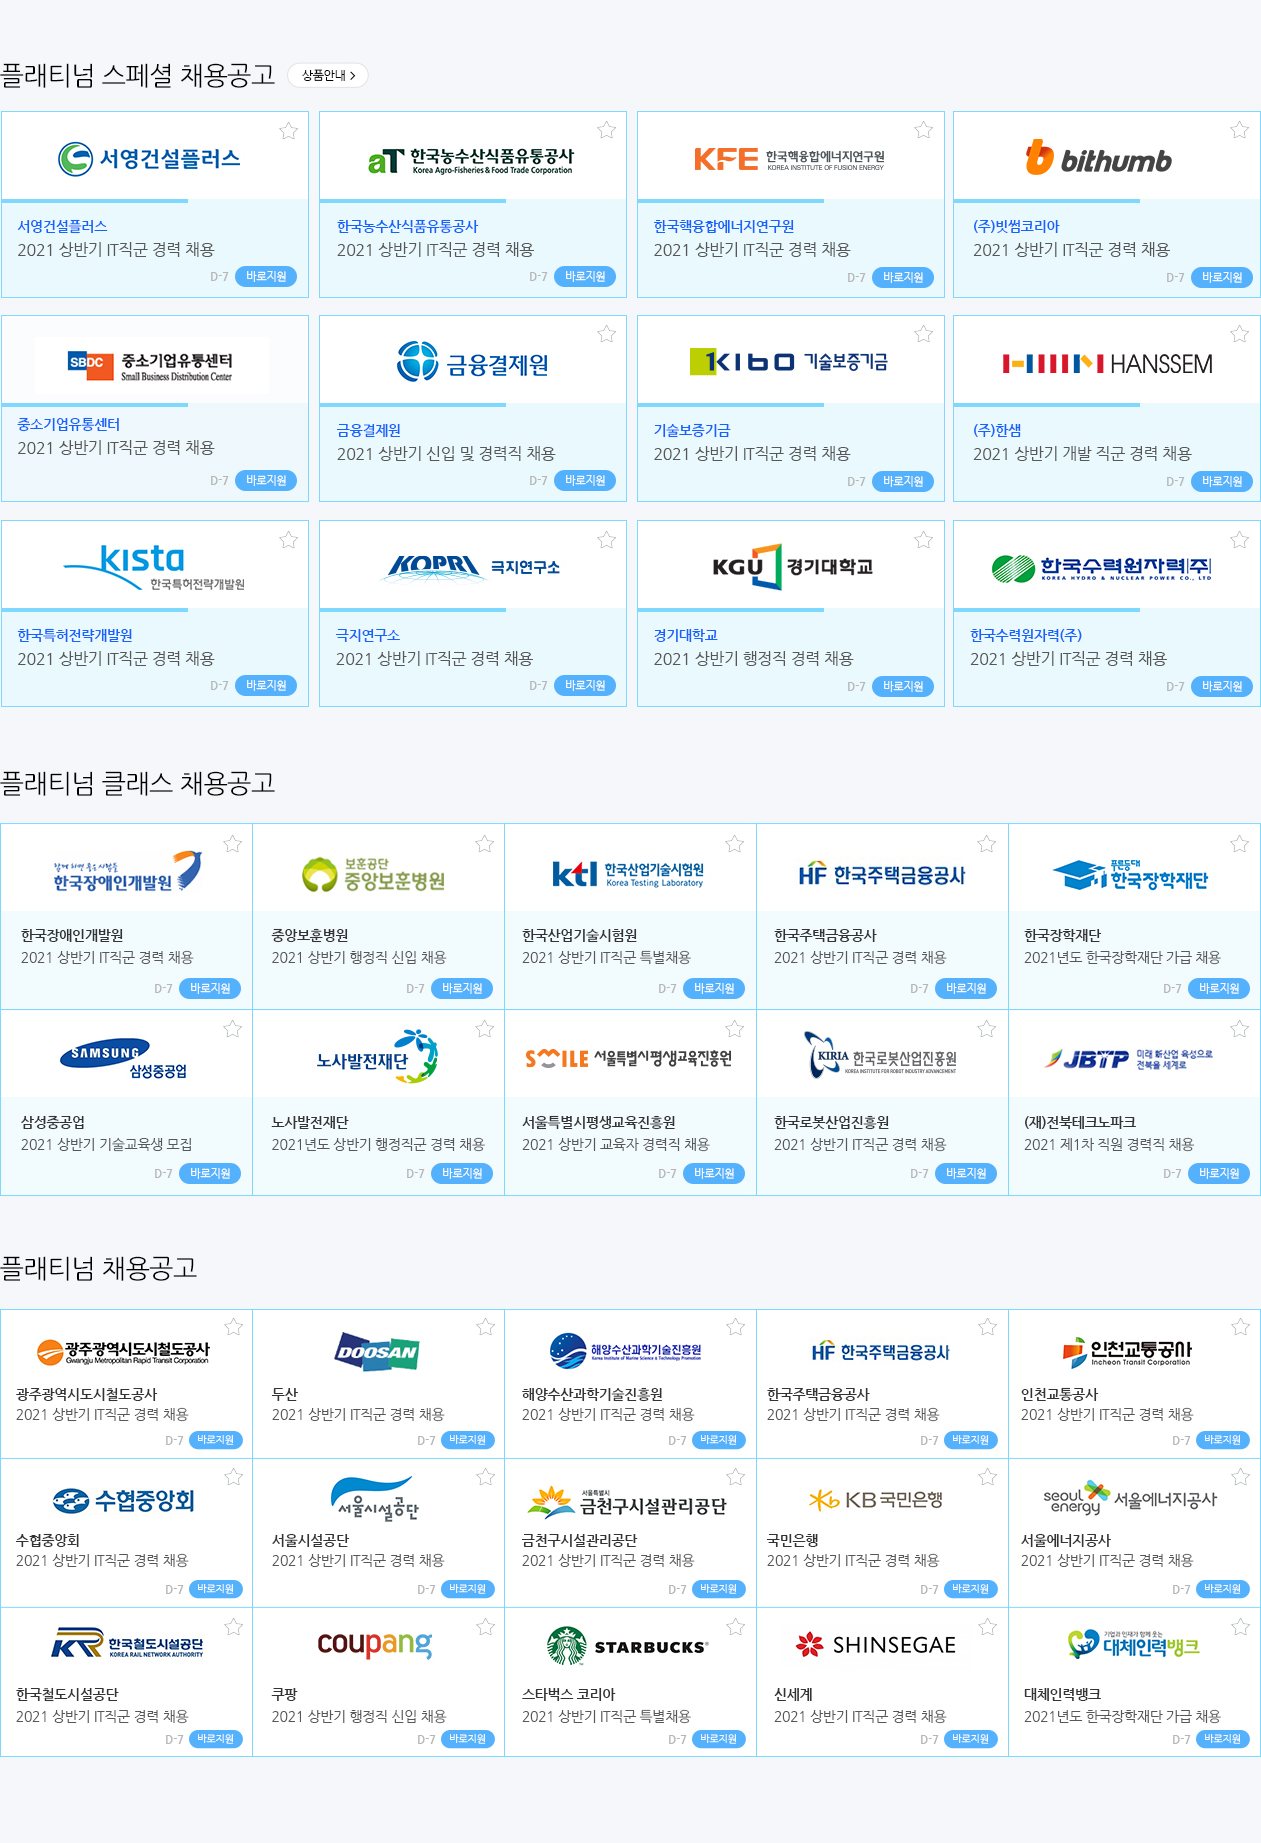 플래티넘 스페셜 채용공고
상품안내 >
서영건설플러스
서영건설플러스
2021 상반기 IT직군 경력 채용
D-7 바로지원
aT 한국농수산식품유통공사
Korea Agro-Fisheries & Food Trade Corporation
한국농수산식품유통공사
2021 상반기 IT직군 경력 채용
D-7 바로지원
KFE 한국핵융합에너지연구원
KOREA INSTITUTE OF FUSION ENERGY
한국핵융합에너지연구원
2021 상반기 IT직군 경력 채용
D-7 바로지원
bithumb
(주)빗썸코리아
2021 상반기 IT직군 경력 채용
D-7 바로지원
SBDC 중소기업유통센터
Small Business Distribution Center
중소기업유통센터
2021 상반기 IT직군 경력 채용
D-7 바로지원
금융결제원
금융결제원
2021 상반기 신입 및 경력직 채용
D-7 바로지원
KIBO 기술보증기금
기술보증기금
2021 상반기 IT직군 경력 채용
D-7 바로지원
HANSSEM
(주)한샘
2021 상반기 개발 직군 경력 채용
D-7 바로지원
kista
한국특허전략개발원
한국특허전략개발원
2021 상반기 IT직군 경력 채용
D-7 바로지원
KOPRI 극지연구소
극지연구소
2021 상반기 IT직군 경력 채용
D-7 바로지원
KGU 경기대학교
경기대학교
2021 상반기 행정직 경력 채용
D-7 바로지원
한국수력원자력(주)
KOREA HYDRO & NUCLEAR POWER CO., LTD
한국수력원자력(주)
2021 상반기 IT직군 경력 채용
D-7 바로지원
플래티넘 클래스 채용공고
함께 하면 좋은 사람들
한국장애인개발원
한국장애인개발원
2021 상반기 IT직군 경력 채용
D-7 바로지원
보훈공단
중앙보훈병원
중앙보훈병원
2021 상반기 행정직 신입 채용
D-7 바로지원
ktl 한국산업기술시험원
Korea Testing Laboratory
한국산업기술시험원
2021 상반기 IT직군 특별채용
D-7 바로지원
HF 한국주택금융공사
한국주택금융공사
2021 상반기 IT직군 경력 채용
D-7 바로지원
푸른등대
한국장학재단
한국장학재단
2021년도 한국장학재단 가급 채용
D-7 바로지원
SAMSUNG
삼성중공업
삼성중공업
2021 상반기 기술교육생 모집
D-7 바로지원
노사발전재단
노사발전재단
2021년도 상반기 행정직군 경력 채용
D-7 바로지원
SMILE 서울특별시평생교육진흥원
서울특별시평생교육진흥원
2021 상반기 교육자 경력직 채용
D-7 바로지원
KIRIA 한국로봇산업진흥원
KOREA INSTITUTE FOR ROBOT INDUSTRY ADVANCEMENT
한국로봇산업진흥원
2021 상반기 IT직군 경력 채용
D-7 바로지원
JBTP 미래 新산업 육성으로
전북을 세계로
(재)전북테크노파크
2021 제1차 직원 경력직 채용
D-7 바로지원
플래티넘 채용공고
광주광역시도시철도공사
Gwangju Metropolitan Rapid Transit Corporation
광주광역시도시철도공사
2021 상반기 IT직군 경력 채용
D-7 바로지원
DOOSAN
두산
2021 상반기 IT직군 경력 채용
D-7 바로지원
해양수산과학기술진흥원
Korea Institute of Marine Science & Technology Promotion
해양수산과학기술진흥원
2021 상반기 IT직군 경력 채용
D-7 바로지원
HF 한국주택금융공사
한국주택금융공사
2021 상반기 IT직군 경력 채용
D-7 바로지원
인천교통공사
Incheon Transit Corporation
인천교통공사
2021 상반기 IT직군 경력 채용
D-7 바로지원
수협중앙회
수협중앙회
2021 상반기 IT직군 경력 채용
D-7 바로지원
서울시설공단
서울시설공단
2021 상반기 IT직군 경력 채용
D-7 바로지원
서울특별시
금천구시설관리공단
금천구시설관리공단
2021 상반기 IT직군 경력 채용
D-7 바로지원
KB 국민은행
국민은행
2021 상반기 IT직군 경력 채용
D-7 바로지원
seoul energy 서울에너지공사
서울에너지공사
2021 상반기 IT직군 경력 채용
D-7 바로지원
KR 한국철도시설공단
KOREA RAIL NETWORK AUTHORITY
한국철도시설공단
2021 상반기 IT직군 경력 채용
D-7 바로지원
coupang
쿠팡
2021 상반기 행정직 신입 채용
D-7 바로지원
STARBUCKS®
스타벅스 코리아
2021 상반기 IT직군 특별채용
D-7 바로지원
SHINSEGAE
신세계
2021 상반기 IT직군 경력 채용
D-7 바로지원
기업과 인재가 함께 웃는
대체인력뱅크
대체인력뱅크
2021년도 한국장학재단 가급 채용
D-7 바로지원